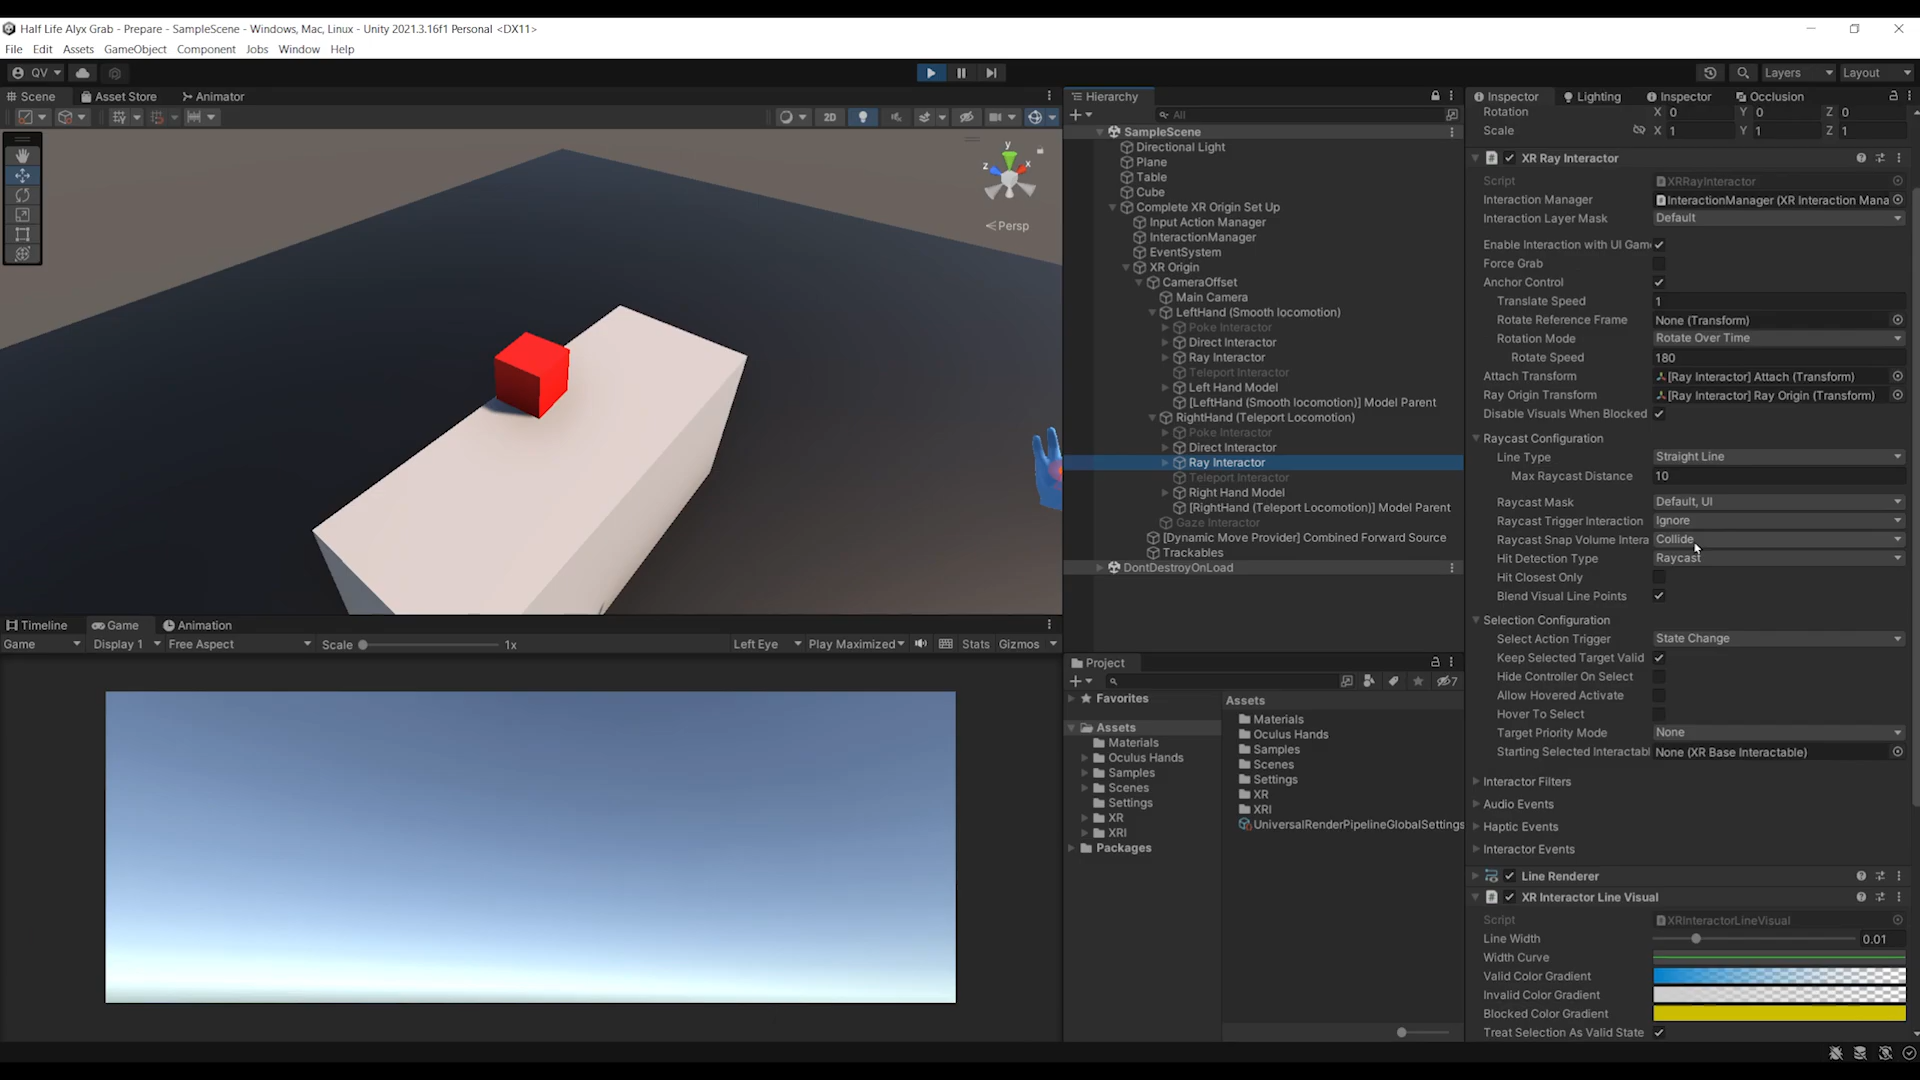 Half Life Alyx Grab - Prepare - SampleScene - Windows, Mac, Linux - Unity 2021.3.16f1 Personal <DX11>
File Edit Assets GameObject Component Jobs Window Help
QV Layers Layout
Scene Asset Store Animator
2D
y
x
z
Persp
Timeline Game Animation
Game Display 1 Free Aspect Scale 1x Left Eye Play Maximized Stats Gizmos
Hierarchy
All
SampleScene
Directional Light
Plane
Table
Cube
Complete XR Origin Set Up
Input Action Manager
InteractionManager
EventSystem
XR Origin
CameraOffset
Main Camera
LeftHand (Smooth locomotion)
Poke Interactor
Direct Interactor
Ray Interactor
Teleport Interactor
Left Hand Model
[LeftHand (Smooth locomotion)] Model Parent
RightHand (Teleport Locomotion)
Poke Interactor
Direct Interactor
Ray Interactor
Teleport Interactor
Right Hand Model
[RightHand (Teleport Locomotion)] Model Parent
Gaze Interactor
[Dynamic Move Provider] Combined Forward Source
Trackables
DontDestroyOnLoad
Project
7
Favorites
Assets
Materials
Oculus Hands
Samples
Scenes
Settings
XR
XRI
Packages
Assets
Materials
Oculus Hands
Samples
Scenes
Settings
XR
XRI
UniversalRenderPipelineGlobalSettings
Inspector Lighting Inspector Occlusion
Rotation X 0 Y 0 Z 0
Scale X 1 Y 1 Z 1
XR Ray Interactor
Script XRRayInteractor
Interaction Manager InteractionManager (XR Interaction Mana
Interaction Layer Mask Default
Enable Interaction with UI Gam
Force Grab
Anchor Control
Translate Speed 1
Rotate Reference Frame None (Transform)
Rotation Mode Rotate Over Time
Rotate Speed 180
Attach Transform [Ray Interactor] Attach (Transform)
Ray Origin Transform [Ray Interactor] Ray Origin (Transform)
Disable Visuals When Blocked
Raycast Configuration
Line Type Straight Line
Max Raycast Distance 10
Raycast Mask Default, UI
Raycast Trigger Interaction Ignore
Raycast Snap Volume Intera Collide
Hit Detection Type Raycast
Hit Closest Only
Blend Visual Line Points
Selection Configuration
Select Action Trigger State Change
Keep Selected Target Valid
Hide Controller On Select
Allow Hovered Activate
Hover To Select
Target Priority Mode None
Starting Selected Interactabl None (XR Base Interactable)
Interactor Filters
Audio Events
Haptic Events
Interactor Events
Line Renderer
XR Interactor Line Visual
Script XRInteractorLineVisual
Line Width 0.01
Width Curve
Valid Color Gradient
Invalid Color Gradient
Blocked Color Gradient
Treat Selection As Valid State